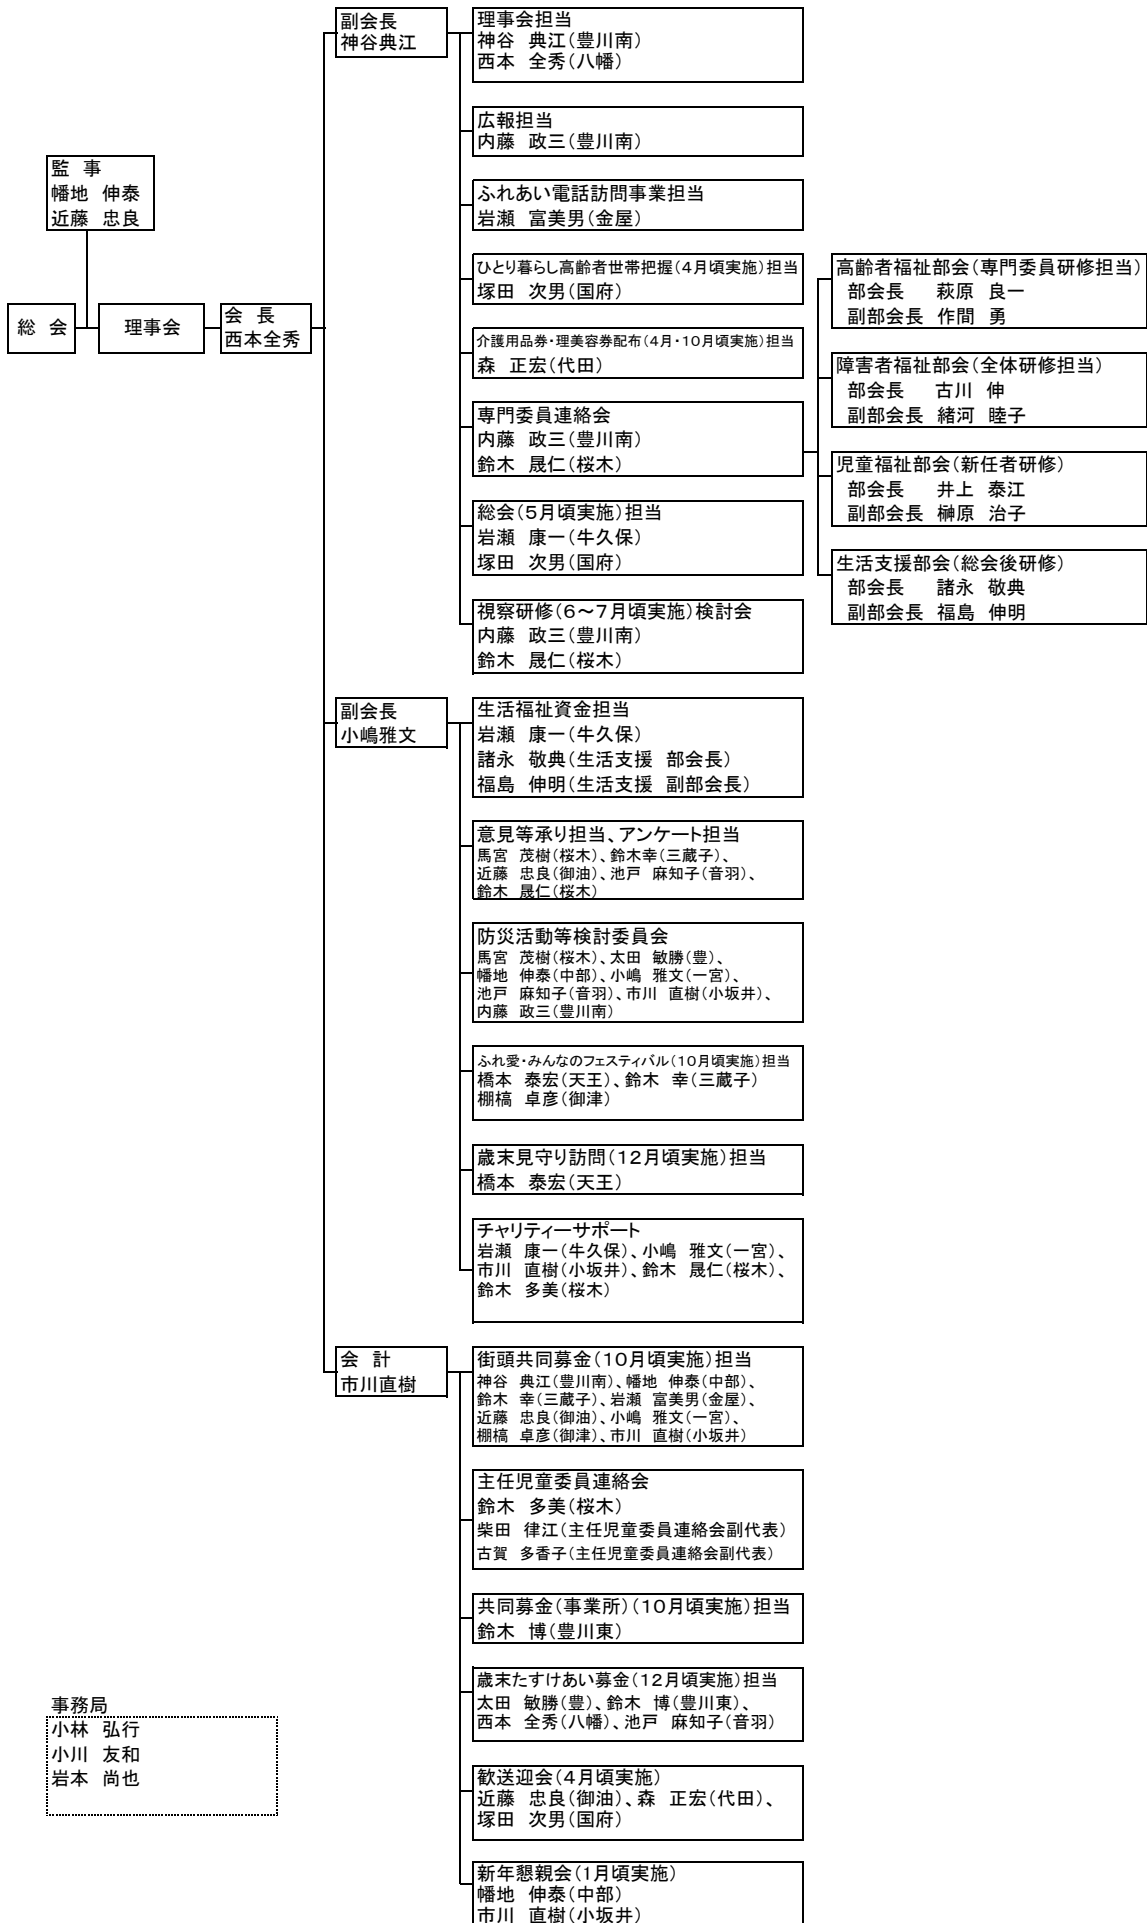 監　事
幡地　伸泰
近藤　忠良
総　会
理事会
会　長
西本全秀
副会長
神谷典江
理事会担当
神谷　典江（豊川南）
西本　全秀（八幡）
広報担当
内藤　政三（豊川南）
ふれあい電話訪問事業担当
岩瀬　富美男（金屋）
ひとり暮らし高齢者世帯把握（４月頃実施）担当
塚田　次男（国府）
介護用品券・理美容券配布（４月・１０月頃実施）担当
森　正宏（代田）
専門委員連絡会
内藤　政三（豊川南）
鈴木　晟仁（桜木）
総会（５月頃実施）担当
岩瀬　康一（牛久保）
塚田　次男（国府）
視察研修（６～７月頃実施）検討会
内藤　政三（豊川南）
鈴木　晟仁（桜木）
高齢者福祉部会（専門委員研修担当）
部会長　　萩原　良一
副部会長　作間　勇
障害者福祉部会（全体研修担当）
部会長　　古川　伸
副部会長　緒河　睦子
児童福祉部会（新任者研修）
部会長　　井上　泰江
副部会長　榊原　治子
生活支援部会（総会後研修）
部会長　　諸永　敬典
副部会長　福島　伸明
副会長
小嶋雅文
生活福祉資金担当
岩瀬　康一（牛久保）
諸永　敬典（生活支援　部会長）
福島　伸明（生活支援　副部会長）
意見等承り担当、アンケート担当
馬宮　茂樹（桜木）、鈴木幸（三蔵子）、
近藤　忠良（御油）、池戸　麻知子（音羽）、
鈴木　晟仁（桜木）
防災活動等検討委員会
馬宮　茂樹（桜木）、太田　敏勝（豊）、
幡地　伸泰（中部）、小嶋　雅文（一宮）、
池戸　麻知子（音羽）、市川　直樹（小坂井）、
内藤　政三（豊川南）
ふれ愛・みんなのフェスティバル（１０月頃実施）担当
橋本　泰宏（天王）、鈴木　幸（三蔵子）
棚橋　卓彦（御津）
歳末見守り訪問（１２月頃実施）担当
橋本　泰宏（天王）
チャリティーサポート
岩瀬　康一（牛久保）、小嶋　雅文（一宮）、
市川　直樹（小坂井）、鈴木　晟仁（桜木）、
鈴木　多美（桜木）
会　計
市川直樹
街頭共同募金（１０月頃実施）担当
神谷　典江（豊川南）、幡地　伸泰（中部）、
鈴木　幸（三蔵子）、岩瀬　富美男（金屋）、
近藤　忠良（御油）、小嶋　雅文（一宮）、
棚橋　卓彦（御津）、市川　直樹（小坂井）
主任児童委員連絡会
鈴木　多美（桜木）
柴田　律江（主任児童委員連絡会副代表）
古賀　多香子（主任児童委員連絡会副代表）
共同募金（事業所）（１０月頃実施）担当
鈴木　博（豊川東）
歳末たすけあい募金（１２月頃実施）担当
太田　敏勝（豊）、鈴木　博（豊川東）、
西本　全秀（八幡）、池戸　麻知子（音羽）
歓送迎会（４月頃実施）
近藤　忠良（御油）、森　正宏（代田）、
塚田　次男（国府）
新年懇親会（１月頃実施）
幡地　伸泰（中部）
市川　直樹（小坂井）
事務局
小林　弘行
小川　友和
岩本　尚也